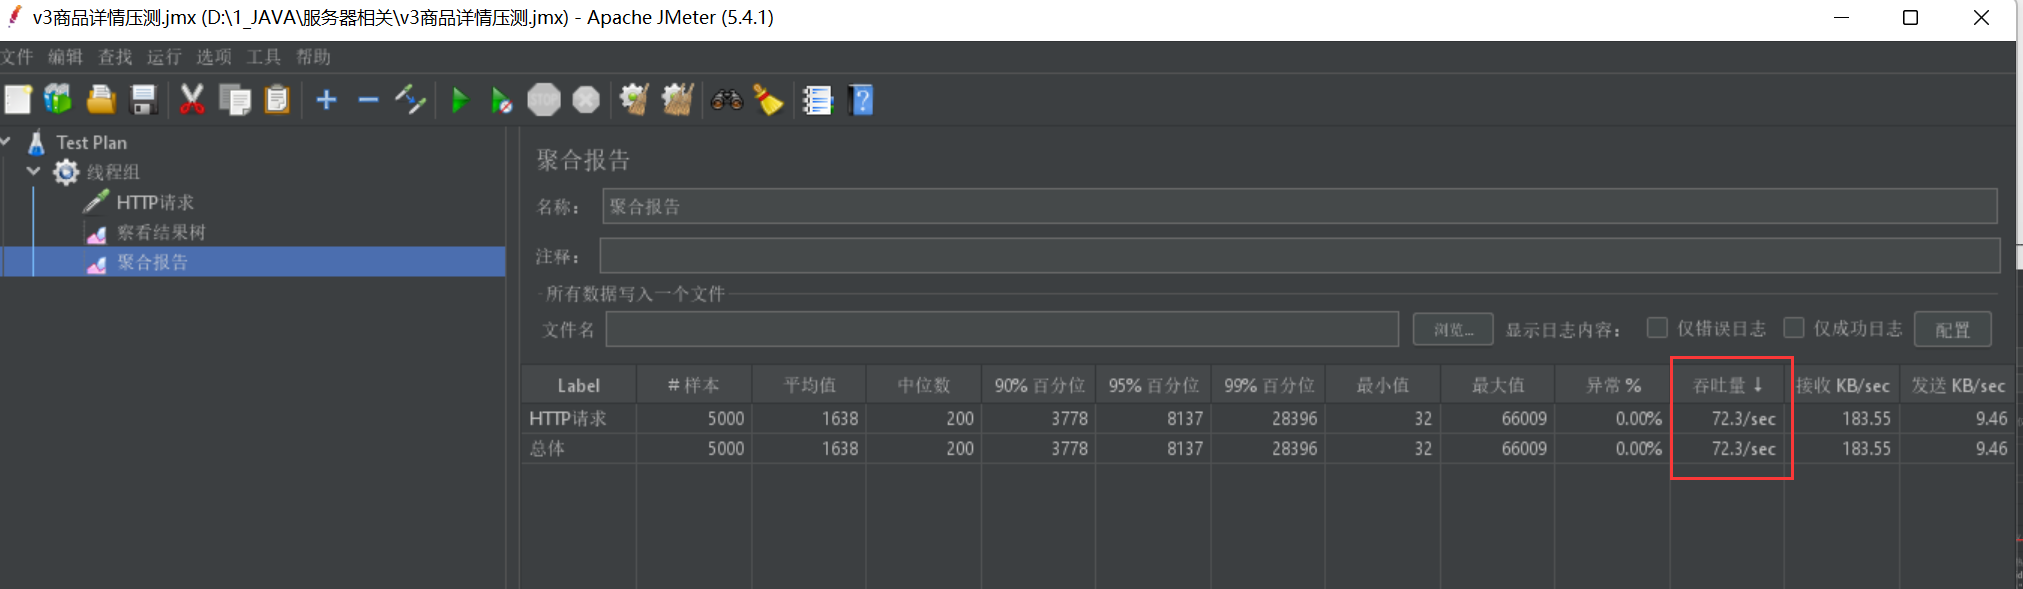 v3商品详情压测.jmx (D:\1_JAVA\服务器相关\v3商品详情压测.jmx) - Apache JMeter (5.4.1)
文件 编辑 查找 运行 选项 工具 帮助
STOP
Test Plan
线程组
HTTP请求
察看结果树
聚合报告
聚合报告
名称： 聚合报告
注释：
所有数据写入一个文件
文件名 浏览... 显示日志内容： 仅错误日志 仅成功日志 配置
Label # 样本 平均值 中位数 90% 百分位 95% 百分位 99% 百分位 最小值 最大值 异常 % 吞吐量 ↓ 接收 KB/sec 发送 KB/sec
HTTP请求 5000 1638 200 3778 8137 28396 32 66009 0.00% 72.3/sec 183.55 9.46
总体 5000 1638 200 3778 8137 28396 32 66009 0.00% 72.3/sec 183.55 9.46